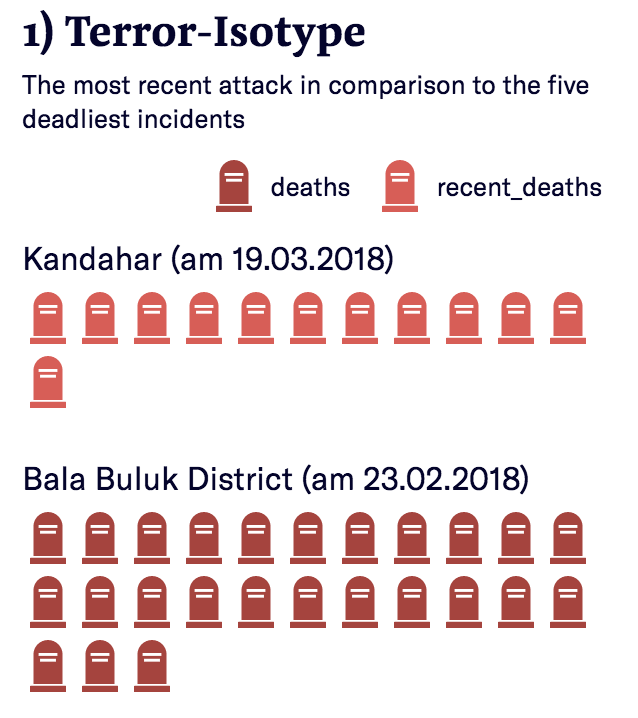 1) Terror-Isotype
The most recent attack in comparison to the five
deadliest incidents
deaths recent_deaths
Kandahar (am 19.03.2018)
Bala Buluk District (am 23.02.2018)